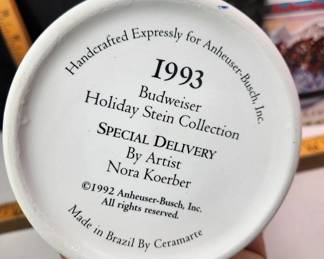 Handcrafted Expressly for Anheuser-Busch, Inc.
1993
Budweiser
Holiday Stein Collection
SPECIAL DELIVERY
By Artist
Nora Koerber
©1992 Anheuser-Busch, Inc.
All rights reserved.
Made in Brazil By Ceramarte